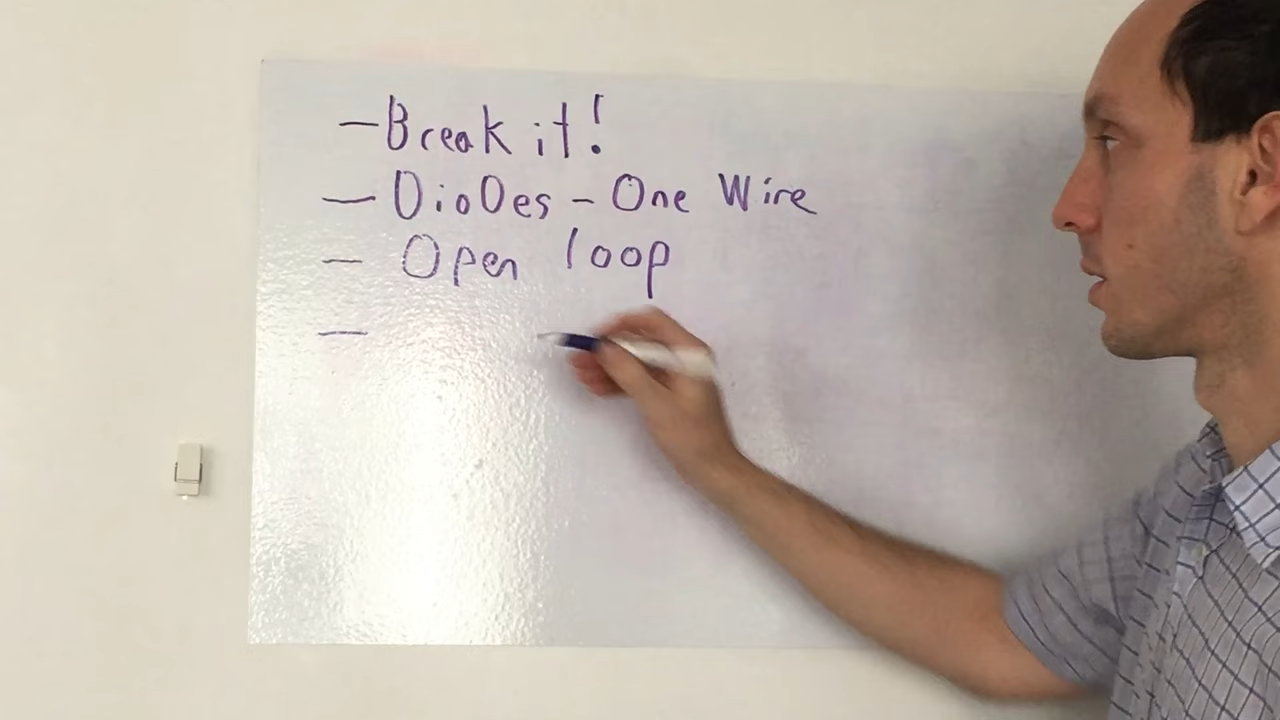 - Break it!
- DioDes - One Wire
- Open loop
-